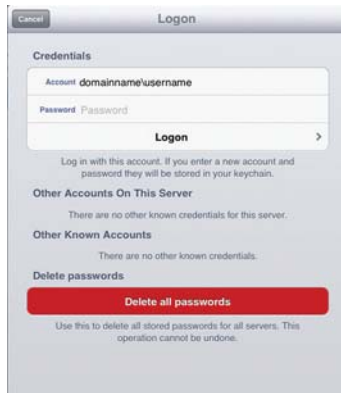 Cancel
Logon
Credentials
Account domainname\username
Password Password
Logon
Log in with this account. If you enter a new account and
password they will be stored in your keychain.
Other Accounts On This Server
There are no other known credentials for this server.
Other Known Accounts
There are no other known credentials.
Delete passwords
Delete all passwords
Use this to delete all stored passwords for all servers. This
operation cannot be undone.